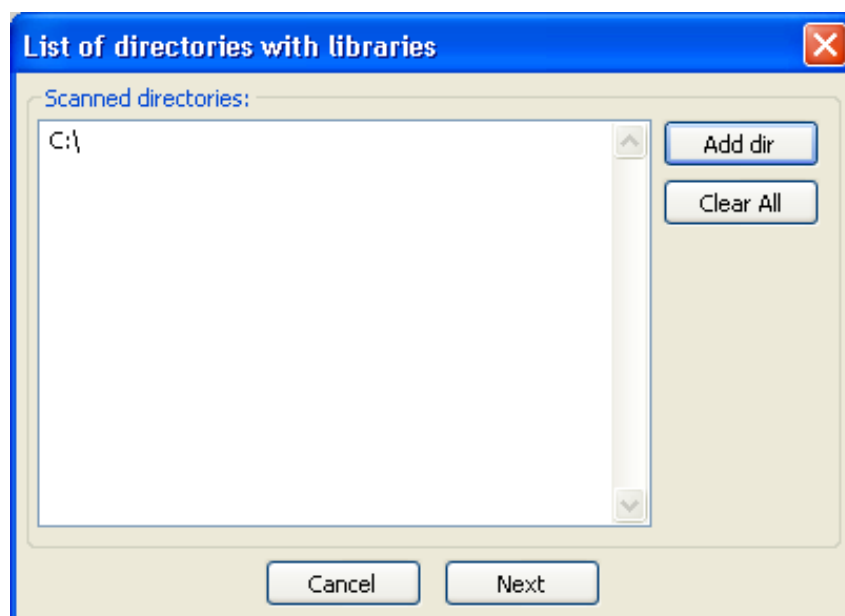 List of directories with libraries
Scanned directories:
C:\
Add dir
Clear All
Cancel
Next